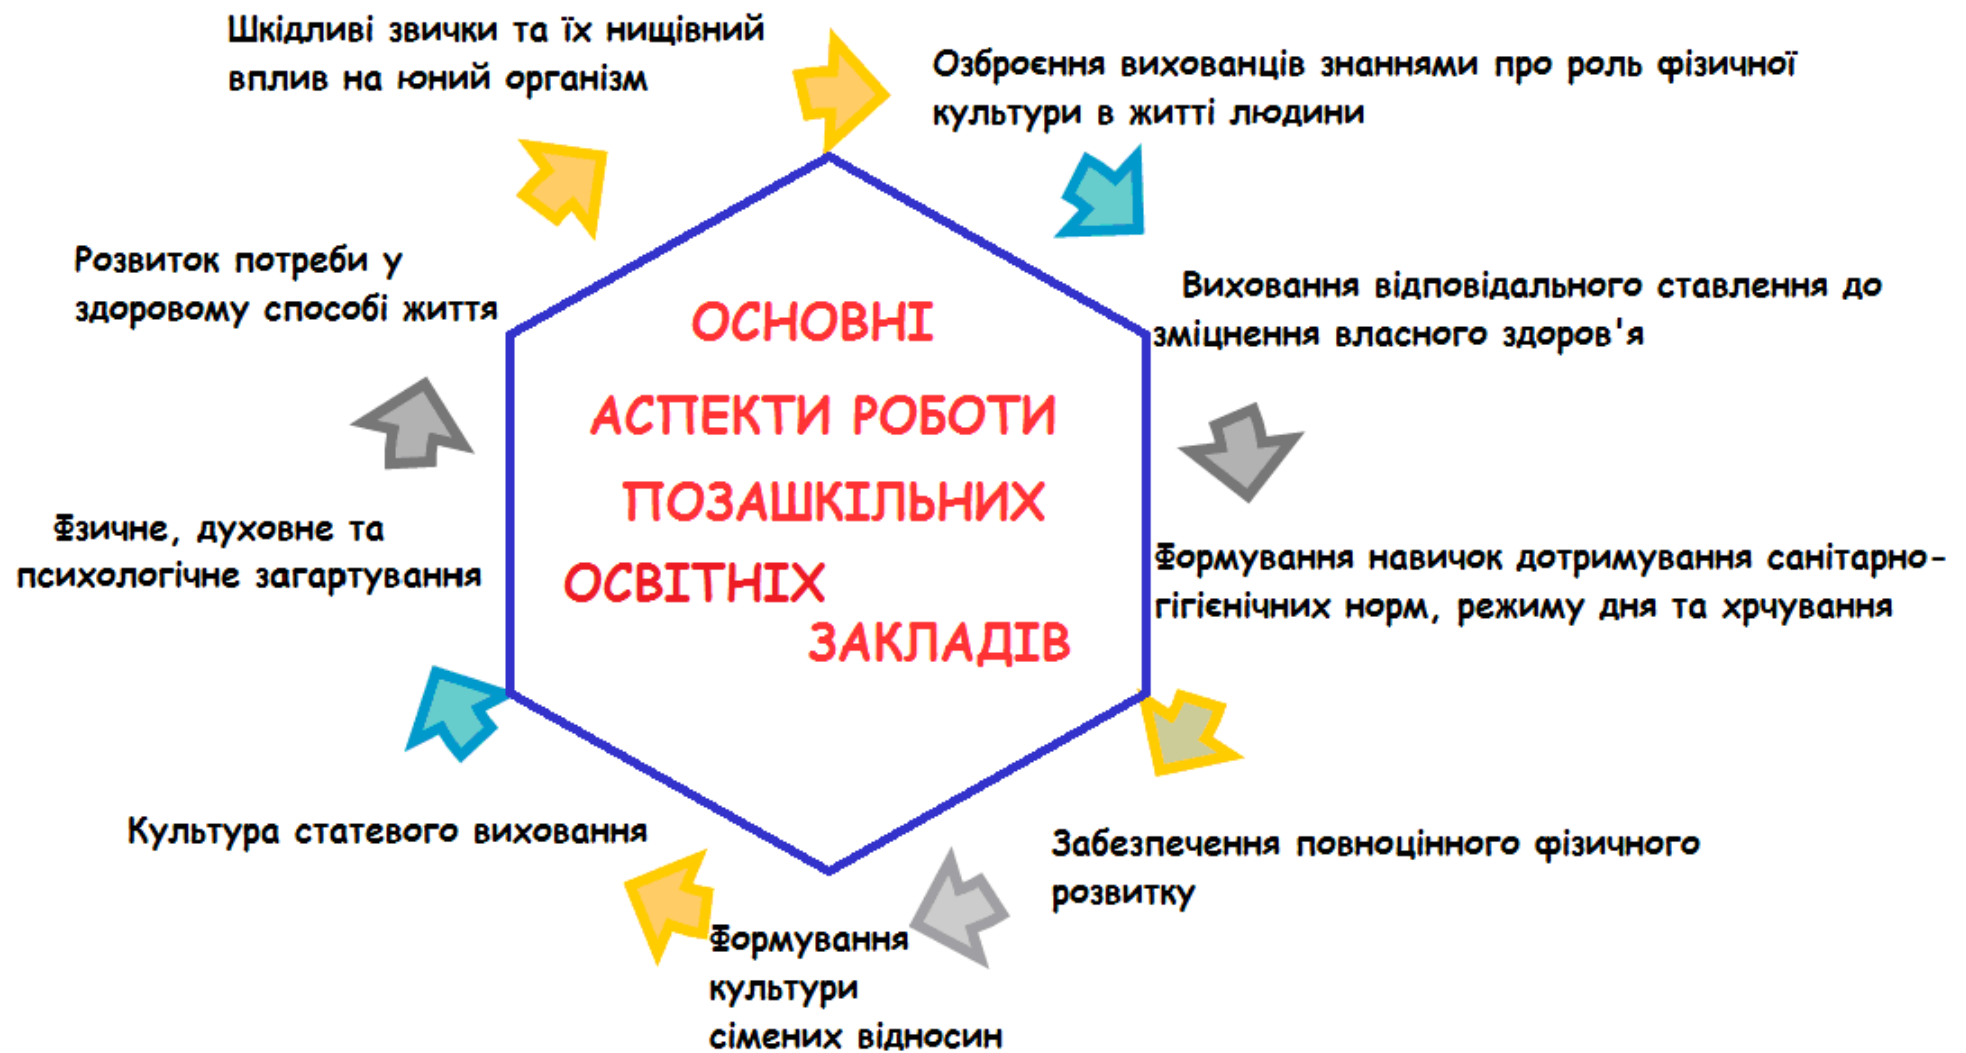 Шкідливі звички та їх нищівний
вплив на юний організм
Озброєння вихованців знаннями про роль фізичної
культури в житті людини
Розвиток потреби у
здоровому способі життя
Виховання відповідального ставлення до
зміцнення власного здоров'я
ОСНОВНІ
АСПЕКТИ РОБОТИ
ПОЗАШКІЛЬНИХ
ОСВІТНІХ
ЗАКЛАДІВ
Фзичне, духовне та
психологічне загартування
Формування навичок дотримування санітарно-
гігієнічних норм, режиму дня та хрчування
Культура статевого виховання
Забезпечення повноцінного фізичного
розвитку
Формування
культури
сімених відносин